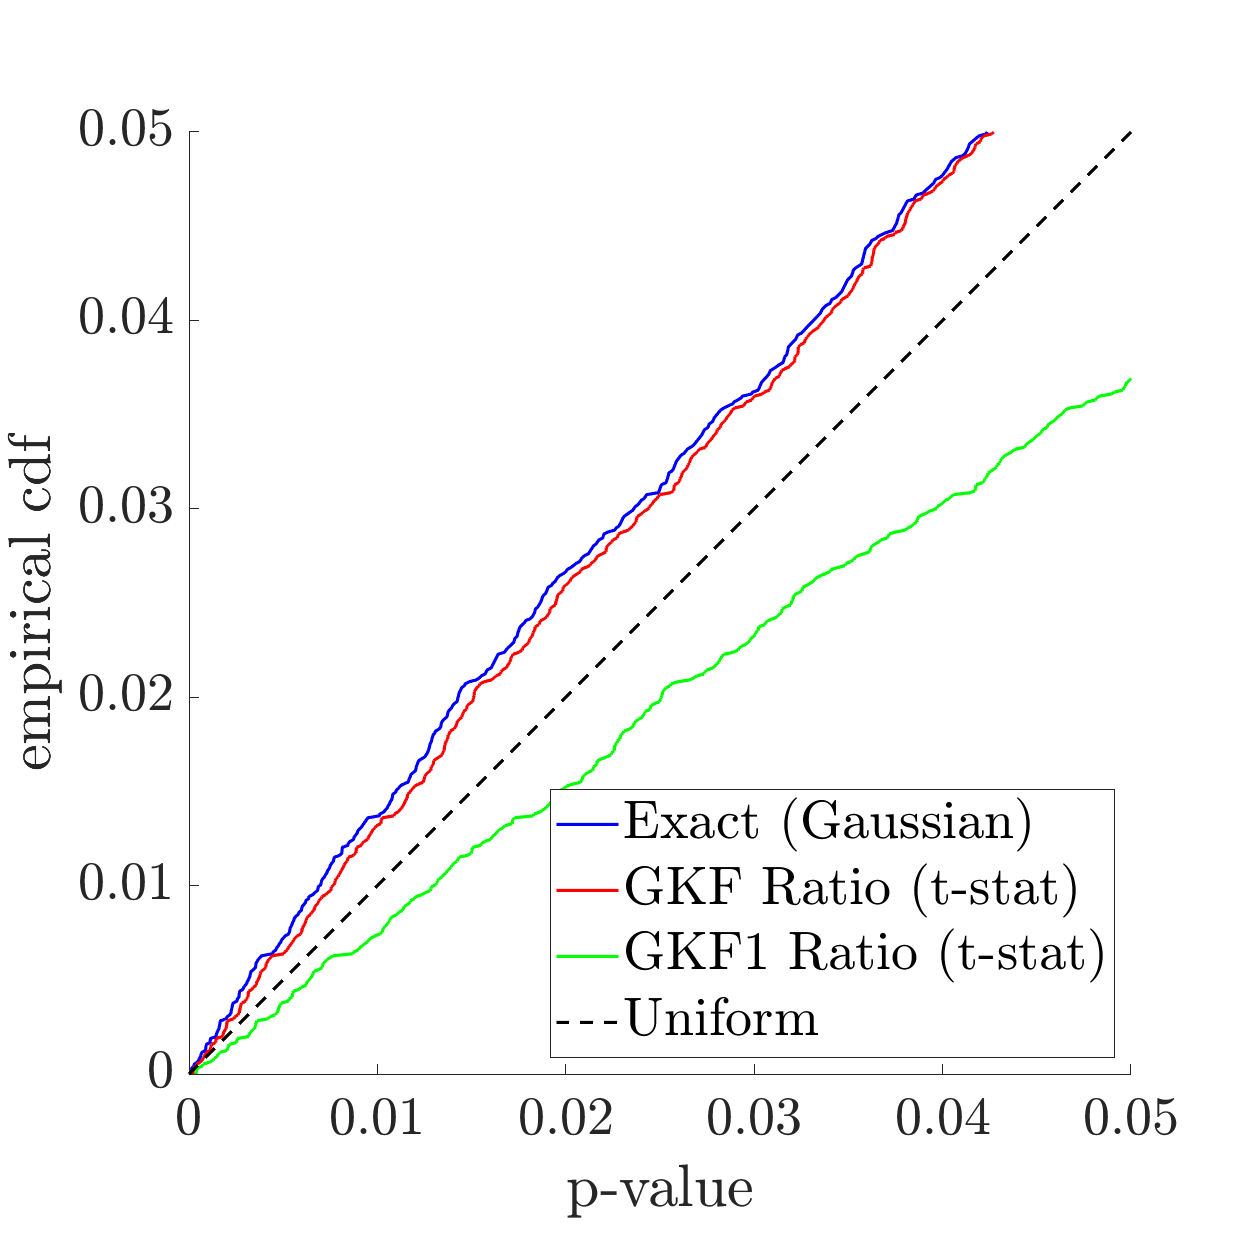 0.05
0.04
0.03
0.02
0.01
0
empirical cdf
0
0.01
0.02
0.03
0.04
0.05
p-value
Exact (Gaussian)
GKF Ratio (t-stat)
GKF1 Ratio (t-stat)
Uniform